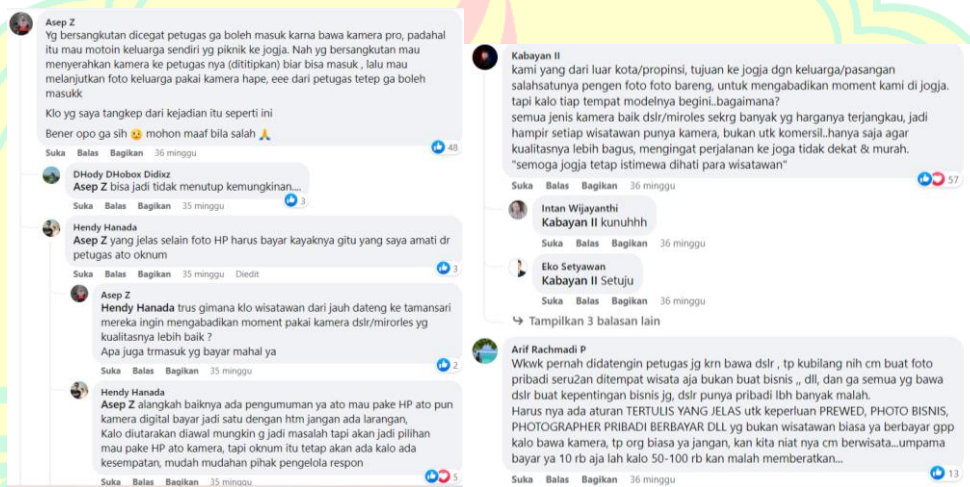 Asep Z
Yg bersangkutan dicegat petugas ga boleh masuk karna bawa kamera pro, padahal
itu mau motoin keluarga sendiri yg piknik ke jogja. Nah yg bersangkutan mau
menyerahkan kamera ke petugas nya (dititipkan) biar bisa masuk , lalu mau
melanjutkan foto keluarga pakai kamera hape, eee dari petugas tetep ga boleh
masukk
Klo yg saya tangkep dari kejadian itu seperti ini
Bener opo ga sih 🤔 mohon maaf bila salah 🙏
Suka Balas Bagikan 36 minggu
48
DHody DHobox Didixz
Asep Z bisa jadi tidak menutup kemungkinan....
Suka Balas Bagikan 35 minggu
3
Hendy Hanada
Asep Z yang jelas selain foto HP harus bayar kayaknya gitu yang saya amati dr
petugas ato oknum
Suka Balas Bagikan 35 minggu Diedit
3
Asep Z
Hendy Hanada trus gimana klo wisatawan dari jauh dateng ke tamansari
mereka ingin mengabadikan moment pakai kamera dslr/mirorles yg
kualitasnya lebih baik ?
Apa juga trmasuk yg bayar mahal ya
Suka Balas Bagikan 35 minggu
2
Hendy Hanada
Asep Z alangkah baiknya ada pengumuman ya ato mau pake HP ato pun
kamera digital bayar jadi satu dengan htm jangan ada larangan,
Kalo diutarakan diawal mungkin g jadi masalah tapi akan jadi pilihan
mau pake HP ato kamera, tapi oknum itu tetap akan ada kalo ada
kesempatan, mudah mudahan pihak pengelola respon
Suka Balas Bagikan 35 minggu
5
Kabayan II
kami yang dari luar kota/propinsi, tujuan ke jogja dgn keluarga/pasangan
salahsatunya pengen foto foto bareng, untuk mengabadikan moment kami di jogja.
tapi kalo tiap tempat modelnya begini..bagaimana?
semua jenis kamera baik dslr/miroles sekrg banyak yg harganya terjangkau, jadi
hampir setiap wisatawan punya kamera, bukan utk komersil..hanya saja agar
kualitasnya lebih bagus, mengingat perjalanan ke joga tidak dekat & murah.
"semoga jogja tetap istimewa dihati para wisatawan"
Suka Balas Bagikan 36 minggu
57
Intan Wijayanthi
Kabayan II kunuhhh
Suka Balas Bagikan 36 minggu
Eko Setyawan
Kabayan II Setuju
Suka Balas Bagikan 36 minggu
Tampilkan 3 balasan lain
Arif Rachmadi P
Wkwk pernah didatengin petugas jg krn bawa dslr , tp kubilang nih cm buat foto
pribadi seru2an ditempat wisata aja bukan buat bisnis ,, dll, dan ga semua yg bawa
dslr buat kepentingan bisnis jg, dslr punya pribadi lbh banyak malah.
Harus nya ada aturan TERTULIS YANG JELAS utk keperluan PREWED, PHOTO BISNIS,
PHOTOGRAPHER PRIBADI BERBAYAR DLL yg bukan wisatawan biasa ya berbayar gpp
kalo bawa kamera, tp org biasa ya jangan, kan kita niat nya cm berwisata...umpama
bayar ya 10 rb aja lah kalo 50-100 rb kan malah memberatkan...
Suka Balas Bagikan 36 minggu
13